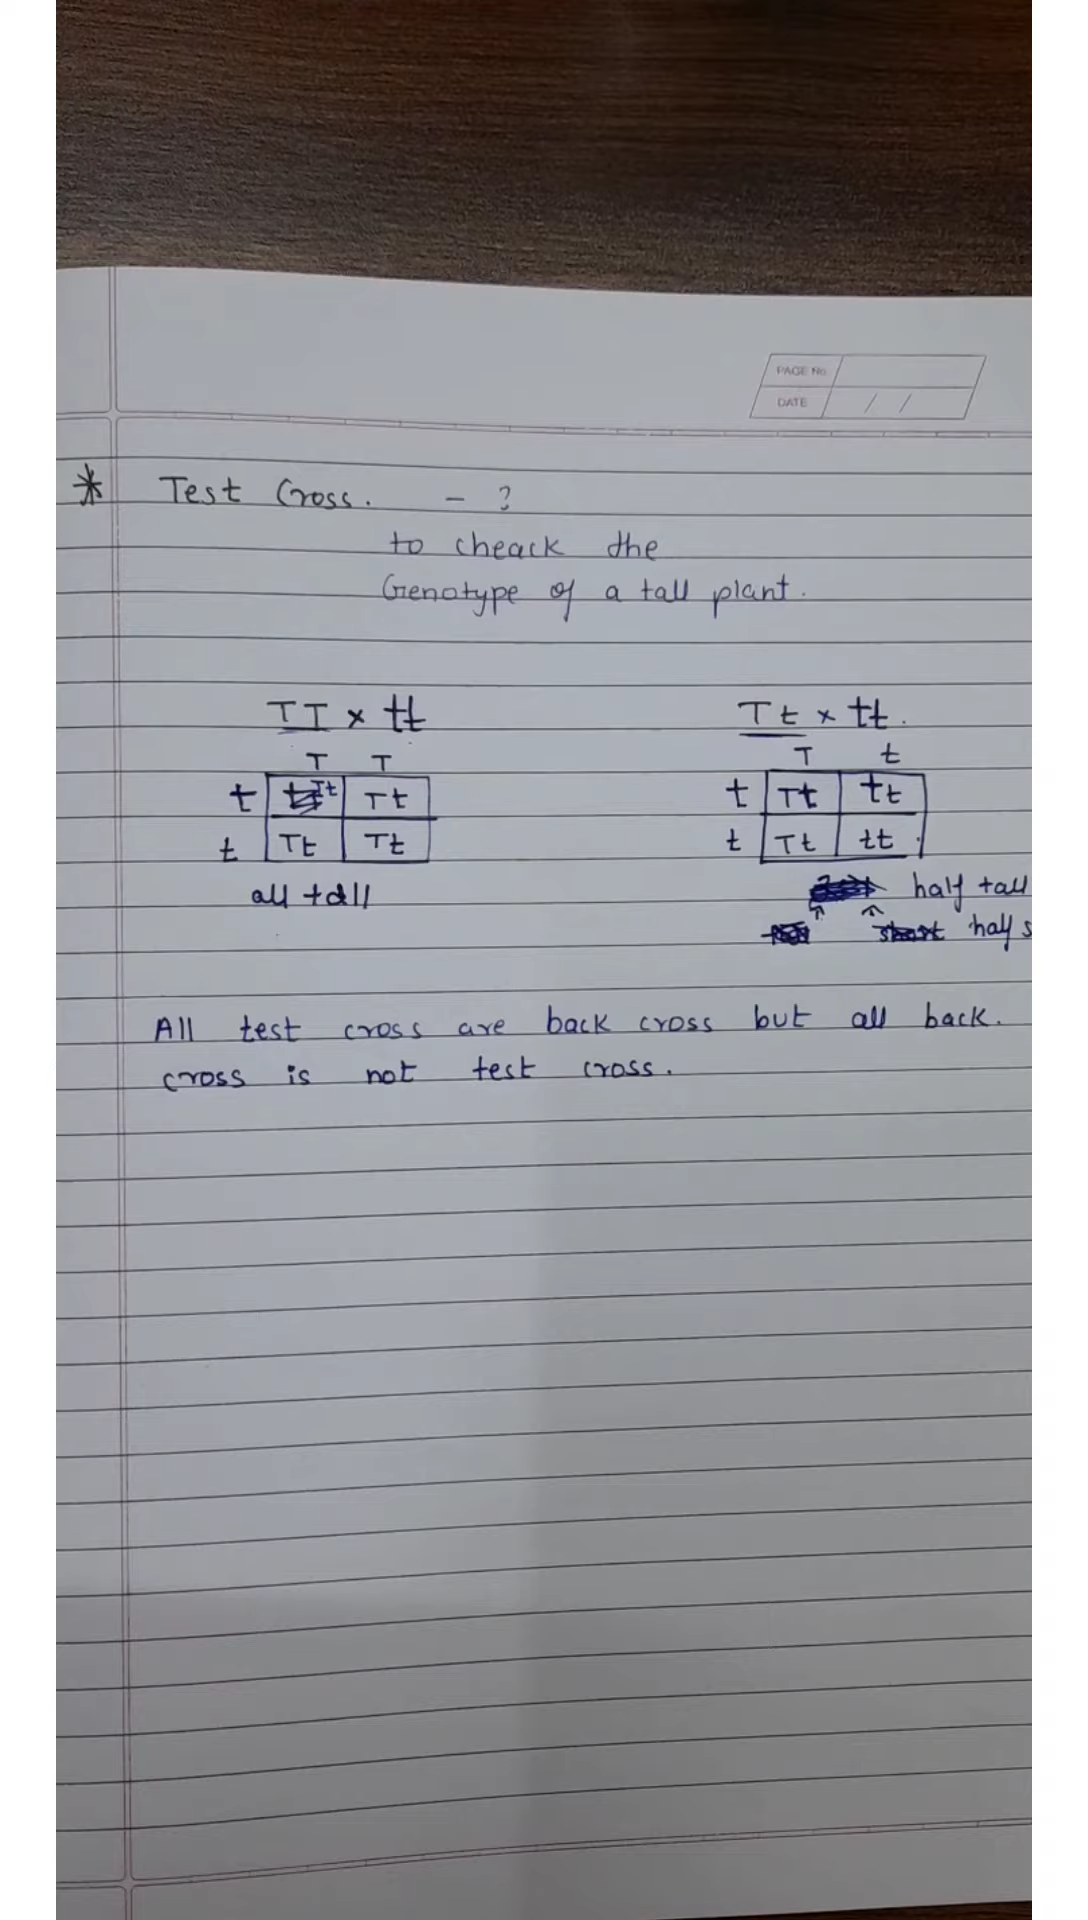 PAGE No.
DATE / /
* Test Cross. - ?
to cheack the
Genotype of a tall plant.
TT x tt
T T
t Tt Tt
t Tt Tt
all tall
Tt x tt.
T t
t Tt tt
t Tt tt
half tall
short half s
All test cross are back cross but all back.
cross is not test cross.